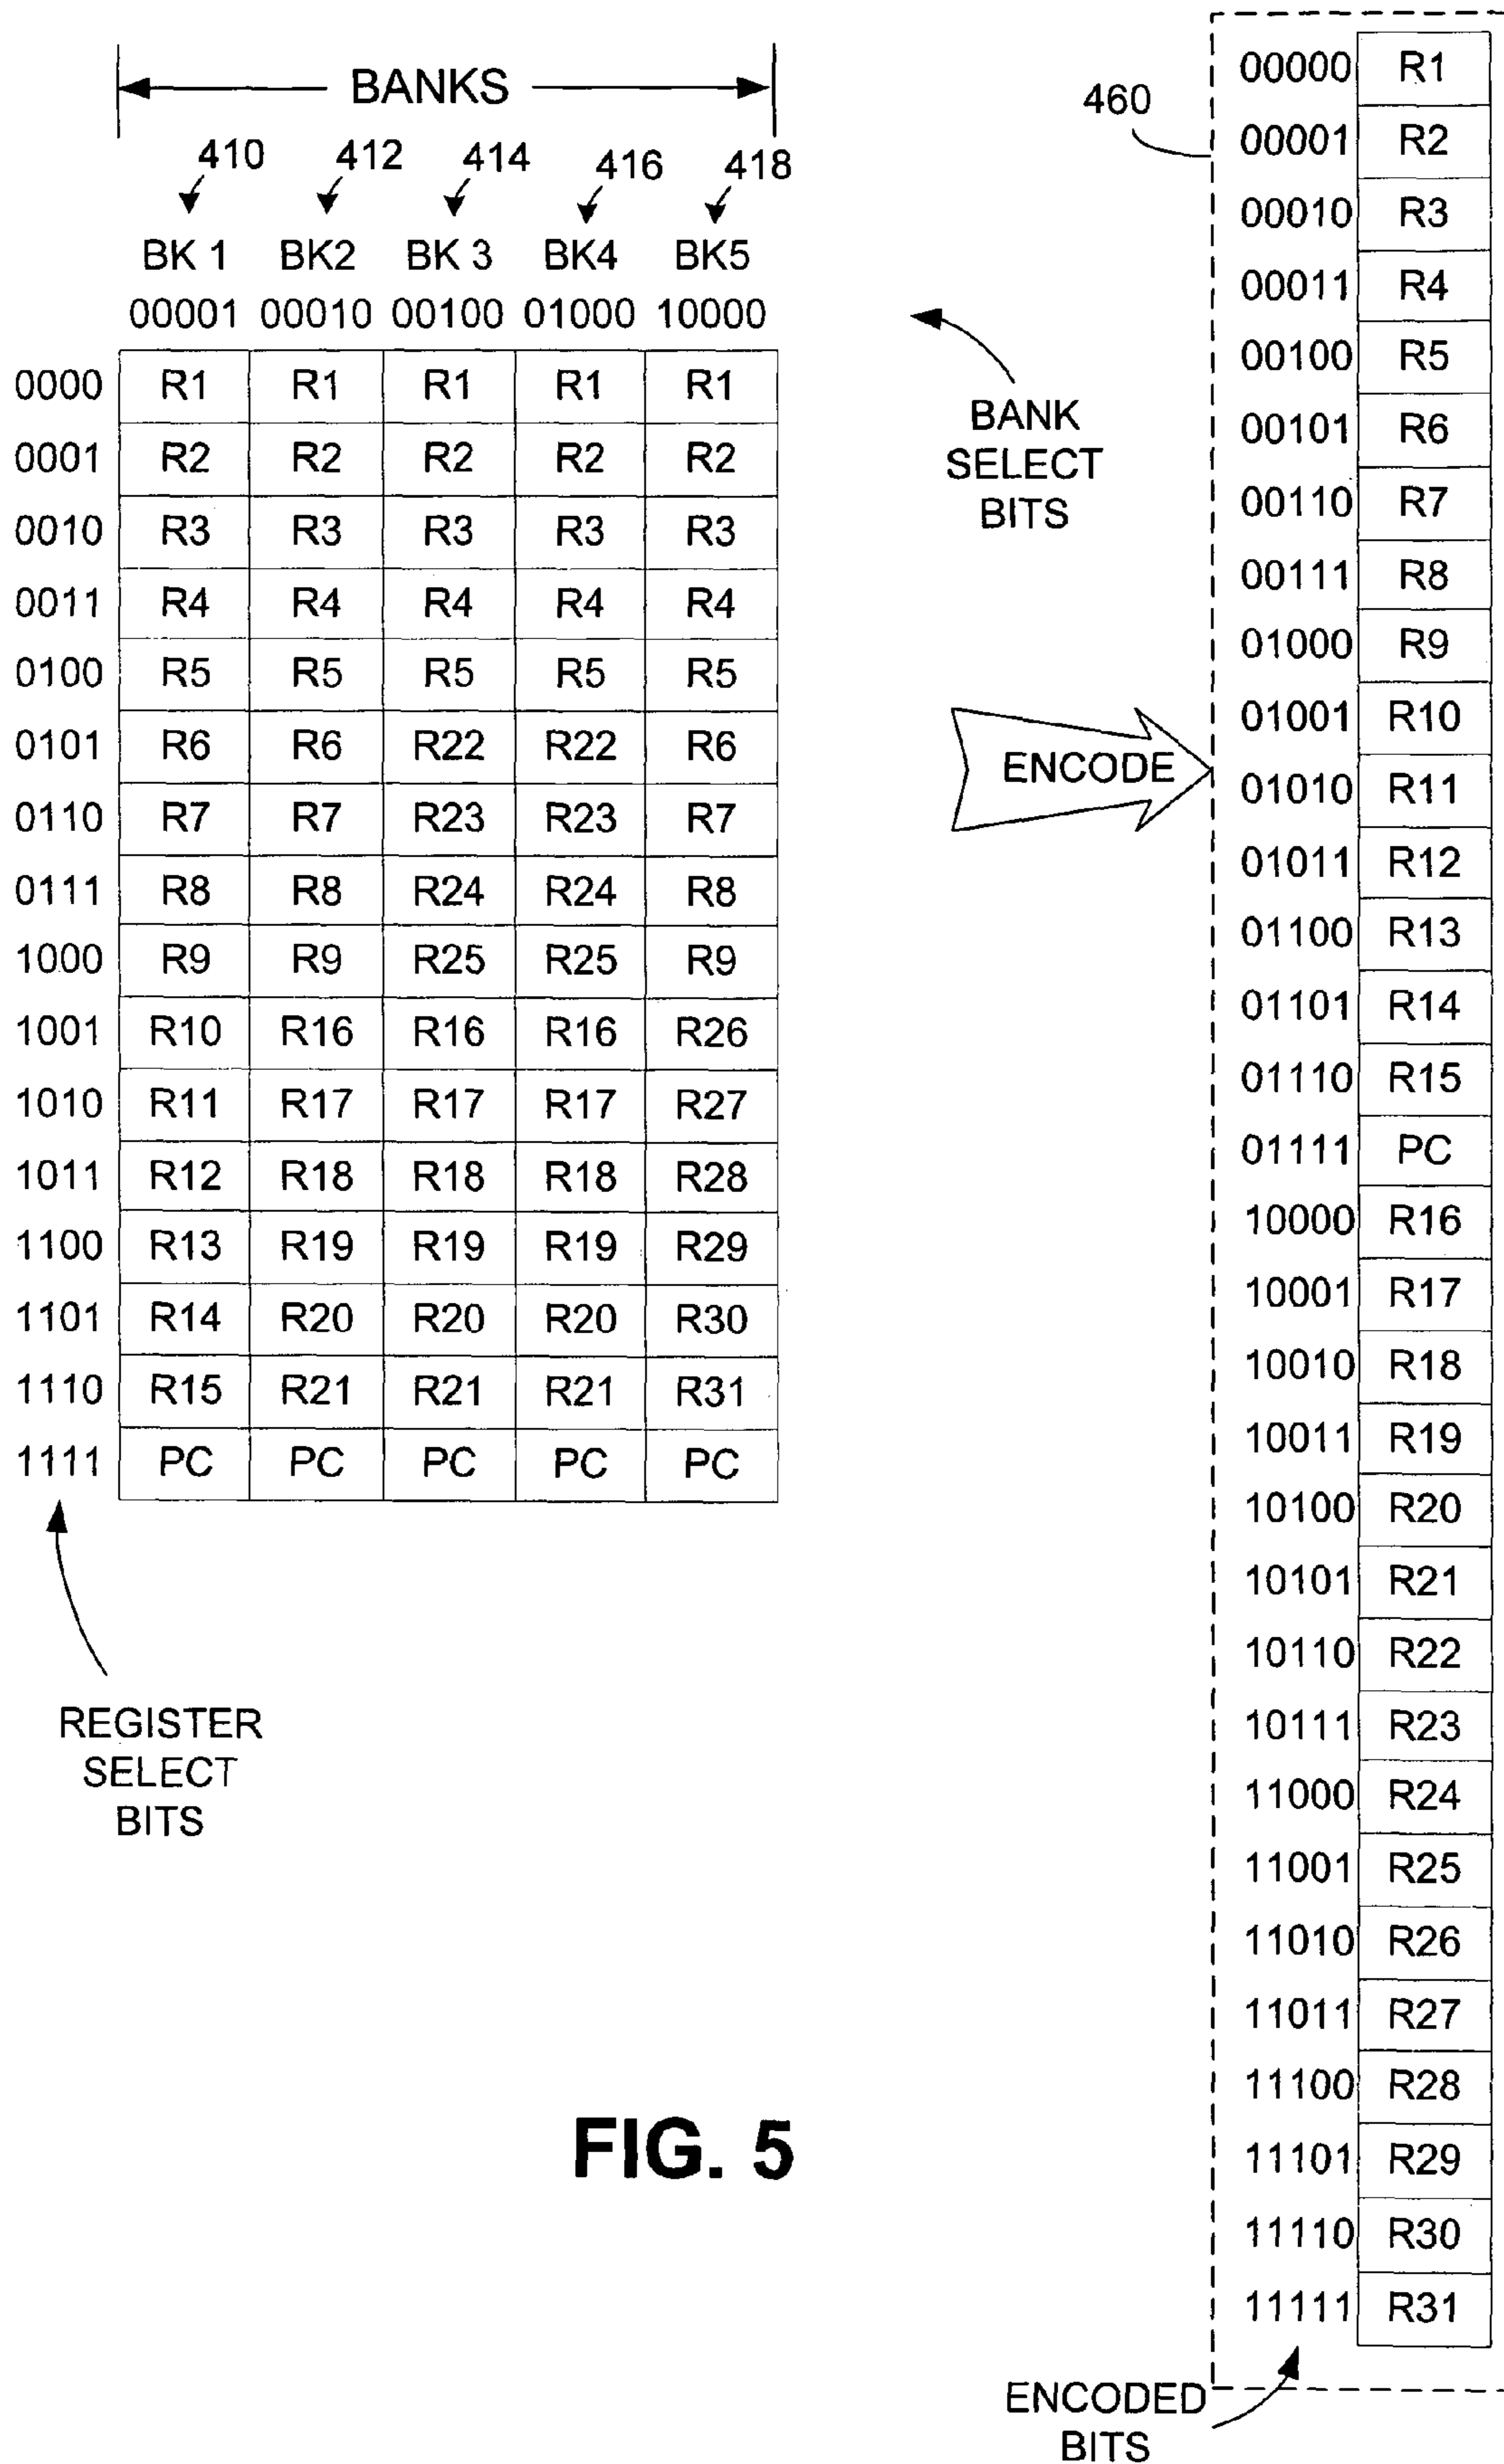 BANKS
410 412 414 416 418
BK 1 BK2 BK 3 BK4 BK5
00001 00010 00100 01000 10000
0000 R1 R1 R1 R1 R1
0001 R2 R2 R2 R2 R2
0010 R3 R3 R3 R3 R3
0011 R4 R4 R4 R4 R4
0100 R5 R5 R5 R5 R5
0101 R6 R6 R22 R22 R6
0110 R7 R7 R23 R23 R7
0111 R8 R8 R24 R24 R8
1000 R9 R9 R25 R25 R9
1001 R10 R16 R16 R16 R26
1010 R11 R17 R17 R17 R27
1011 R12 R18 R18 R18 R28
1100 R13 R19 R19 R19 R29
1101 R14 R20 R20 R20 R30
1110 R15 R21 R21 R21 R31
1111 PC PC PC PC PC
REGISTER
SELECT
BITS
BANK
SELECT
BITS
ENCODE
460
00000 R1
00001 R2
00010 R3
00011 R4
00100 R5
00101 R6
00110 R7
00111 R8
01000 R9
01001 R10
01010 R11
01011 R12
01100 R13
01101 R14
01110 R15
01111 PC
10000 R16
10001 R17
10010 R18
10011 R19
10100 R20
10101 R21
10110 R22
10111 R23
11000 R24
11001 R25
11010 R26
11011 R27
11100 R28
11101 R29
11110 R30
11111 R31
ENCODED
BITS
FIG. 5